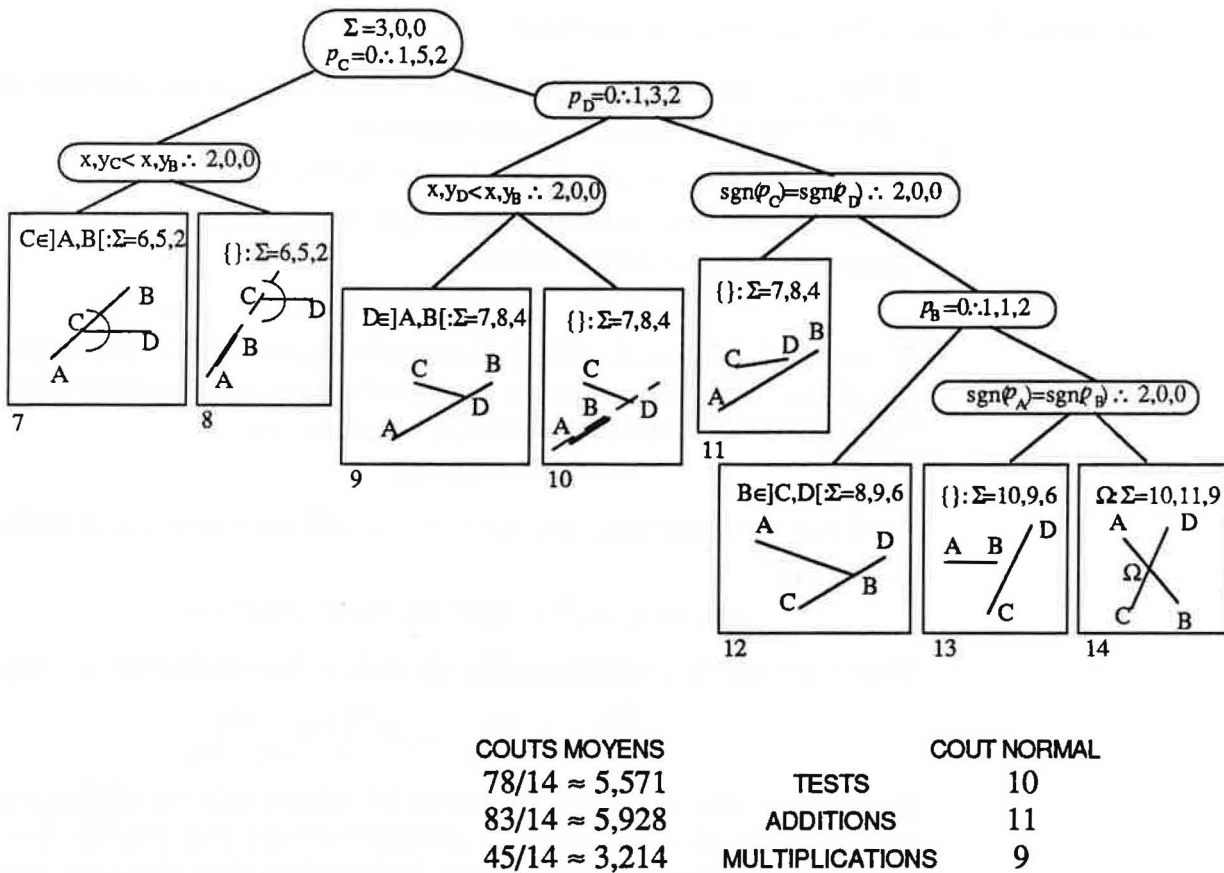 Σ=3,0,0
p_C=0∴1,5,2
p_D=0∴1,3,2
x,y_C< x,y_B ∴ 2,0,0
x,y_D< x,y_B ∴ 2,0,0
sgn(p_C)=sgn(p_D) ∴ 2,0,0
C∈]A,B[:Σ=6,5,2
B
C
D
A
7
{}: Σ=6,5,2
C
D
B
A
8
D∈]A,B[:Σ=7,8,4
C
B
D
A
9
{}: Σ=7,8,4
C
B
D
A
10
{}: Σ=7,8,4
C
D
B
A
11
p_B=0∴1,1,2
sgn(p_A)=sgn(p_B) ∴ 2,0,0
B∈]C,D[:Σ=8,9,6
A
D
B
C
12
{}: Σ=10,9,6
D
A B
C
13
Ω:Σ=10,11,9
A D
Ω
C B
14
COUTS MOYENS COUT NORMAL
78/14 ≈ 5,571 TESTS 10
83/14 ≈ 5,928 ADDITIONS 11
45/14 ≈ 3,214 MULTIPLICATIONS 9